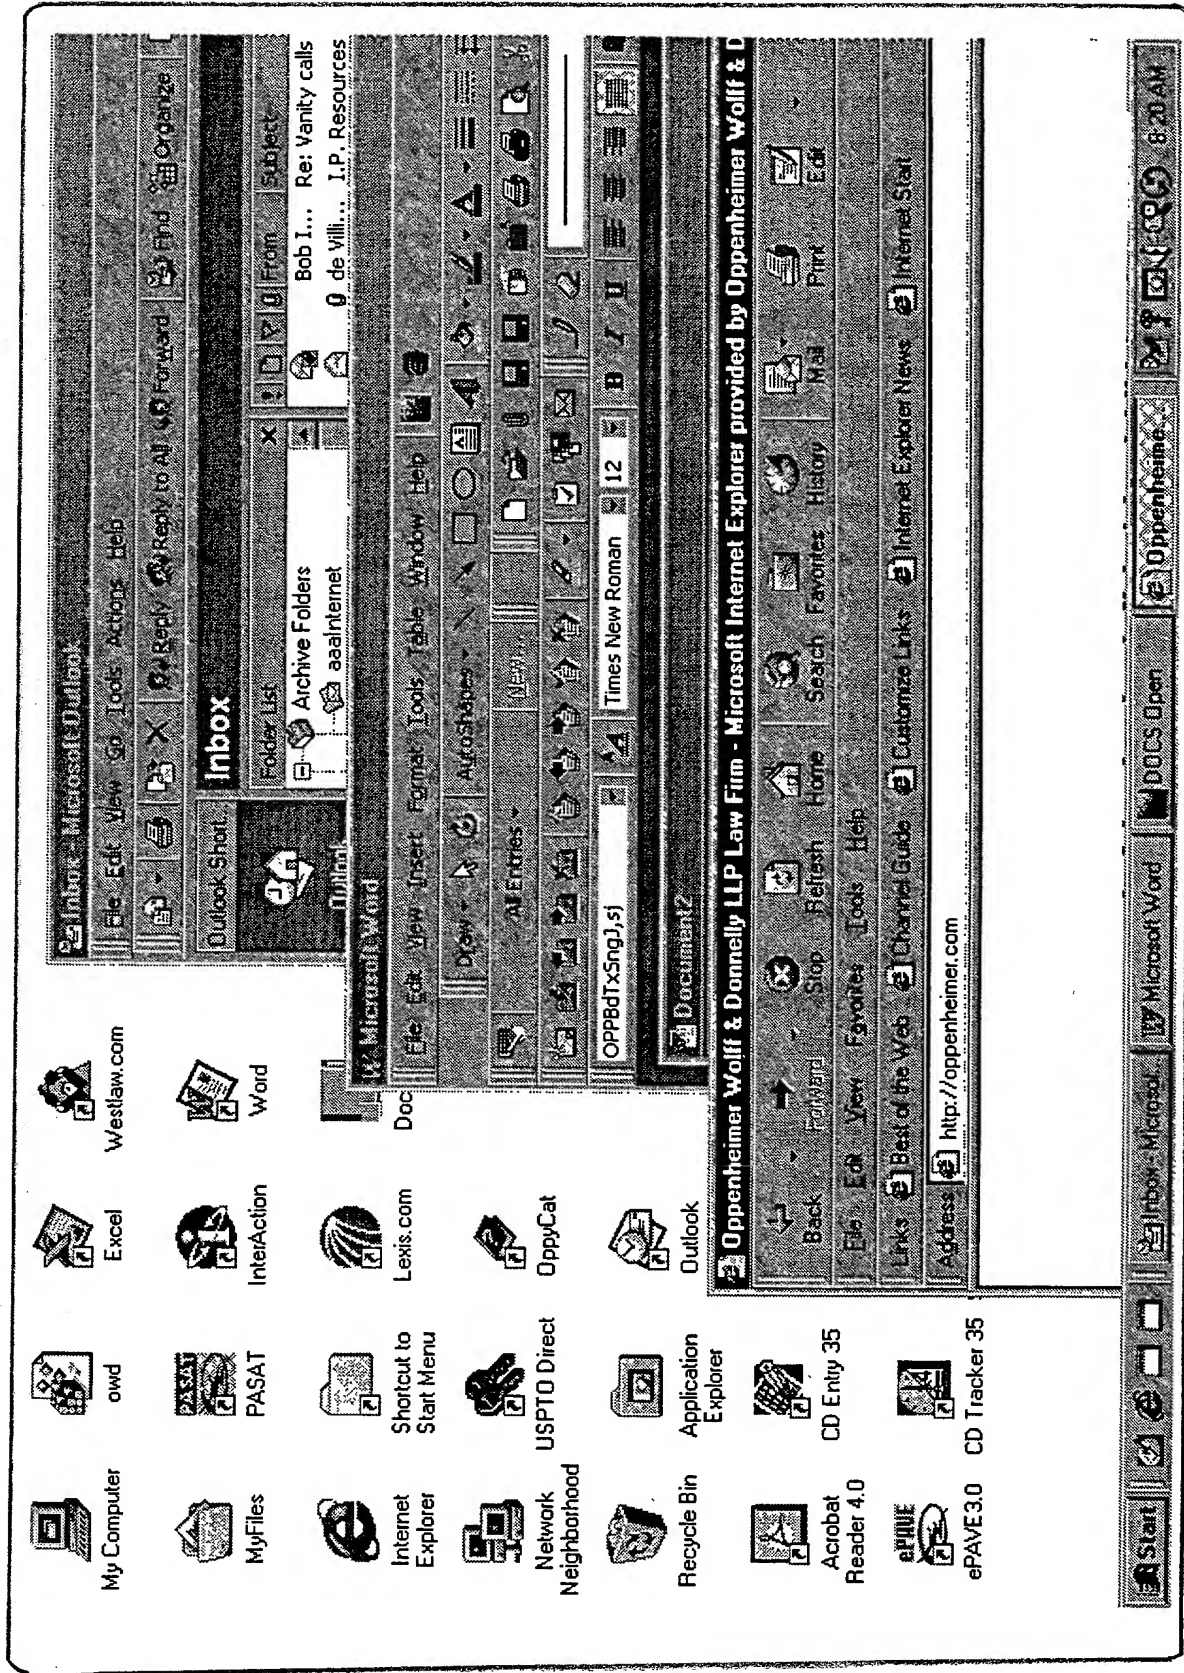 My Computer
owd
Excel
Westlaw.com
MyFiles
PASAT
InterAction
Word
Internet
Explorer
Shortcut to
Start Menu
Lexis.com
Doc
Network
Neighborhood
USPTO Direct
OppyCat
Recycle Bin
Application
Explorer
Outlook
Acrobat
Reader 4.0
CD Entry 35
ePAVE
ePAVE3.0
CD Tracker 35
Inbox - Microsoft Outlook
File Edit View Go Tools Actions Help
Reply Reply to All Forward Find Organize
Inbox
Outlook Short...
Folder List
From Subject
Archive Folders
Bob I... Re: Vanity calls
aaaInternet
de Villi... I.P. Resources
Outlook
Microsoft Word
File Edit View Insert Format Tools Table Window Help
Draw AutoShapes
All Entries New...
OPPBdTxSngJ,sj Times New Roman 12 B I U
Document2
Oppenheimer Wolff & Donnelly LLP Law Firm - Microsoft Internet Explorer provided by Oppenheimer Wolff & D
Back Forward Stop Refresh Home Search Favorites History Mail Print Edit
File Edit View Favorites Tools Help
Links Best of the Web Channel Guide Customize Links Internet Explorer News Internet Start
Address http://oppenheimer.com
Start Inbox - Microsof... Microsoft Word DOCS Open Oppenheime... 8:20 AM